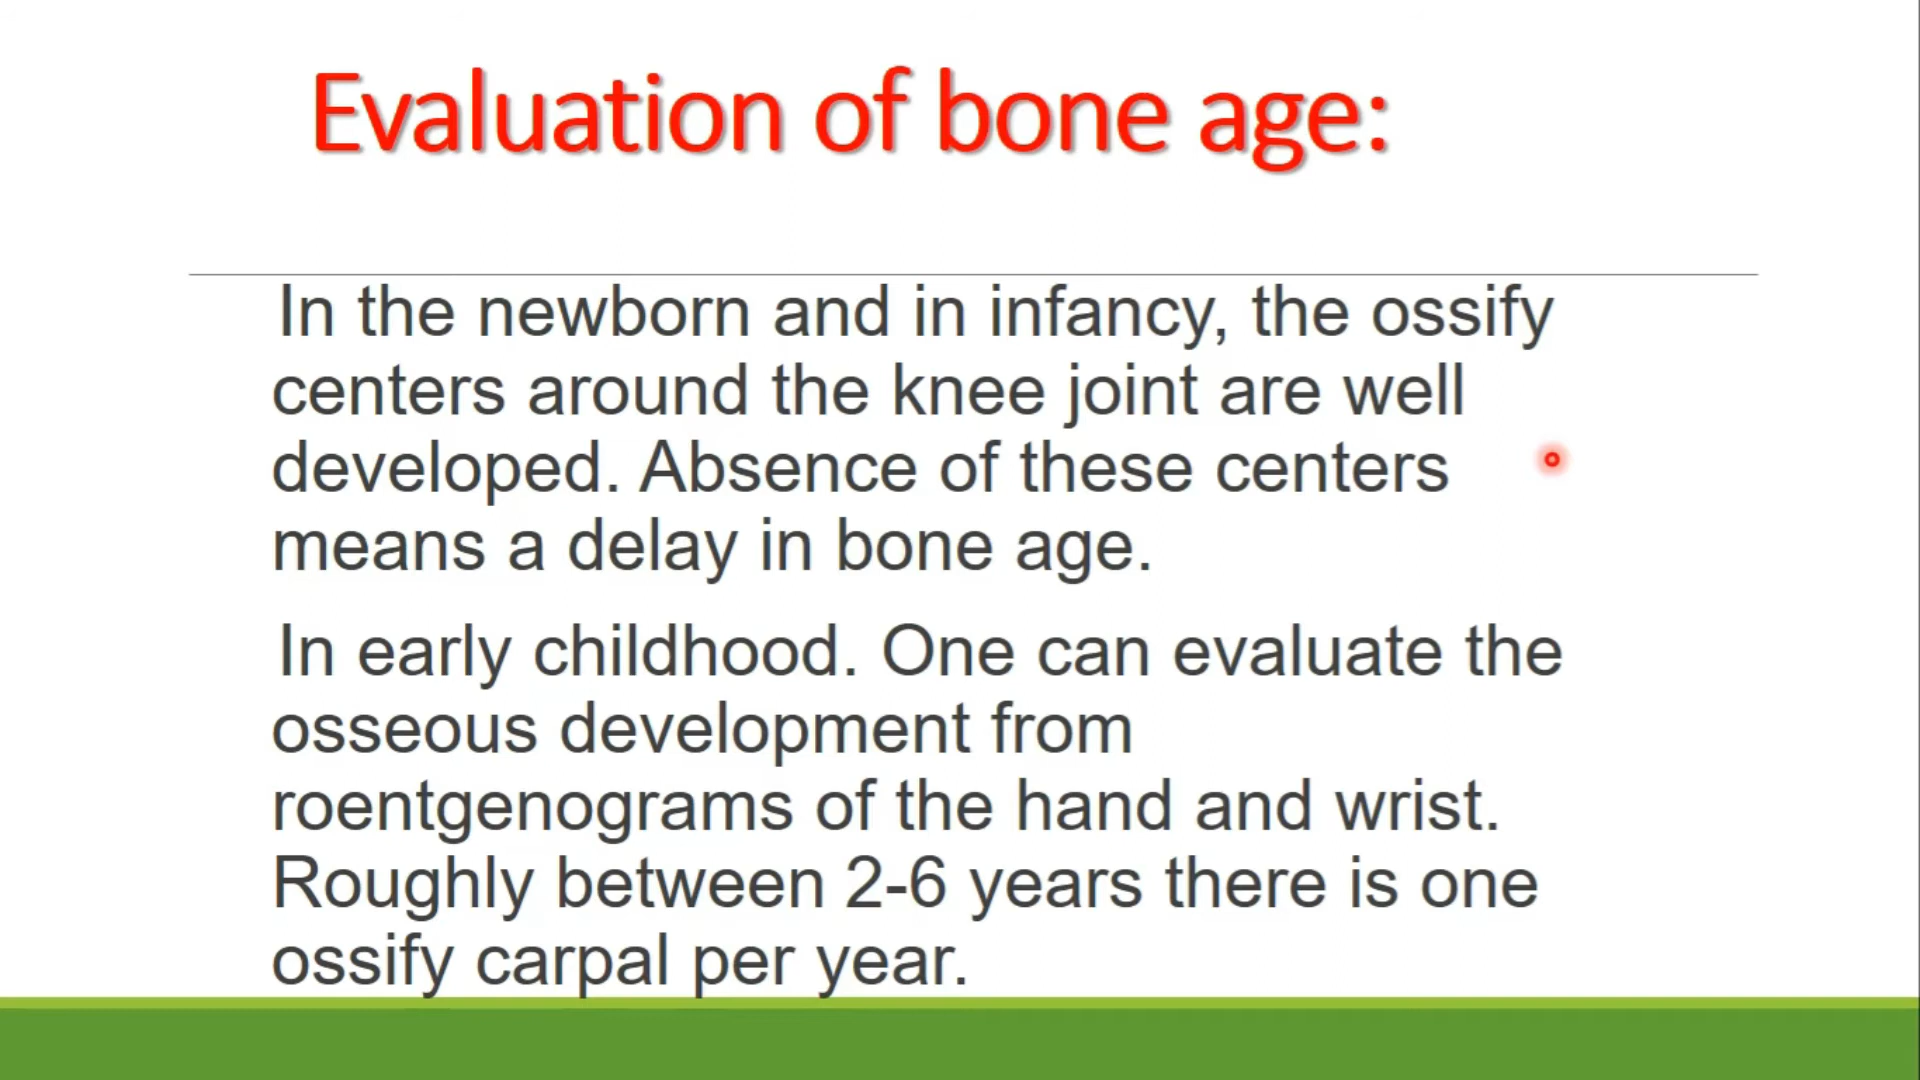 Evaluation of bone age:
In the newborn and in infancy, the ossify
centers around the knee joint are well
developed. Absence of these centers
means a delay in bone age.
In early childhood. One can evaluate the
osseous development from
roentgenograms of the hand and wrist.
Roughly between 2-6 years there is one
ossify carpal per year.